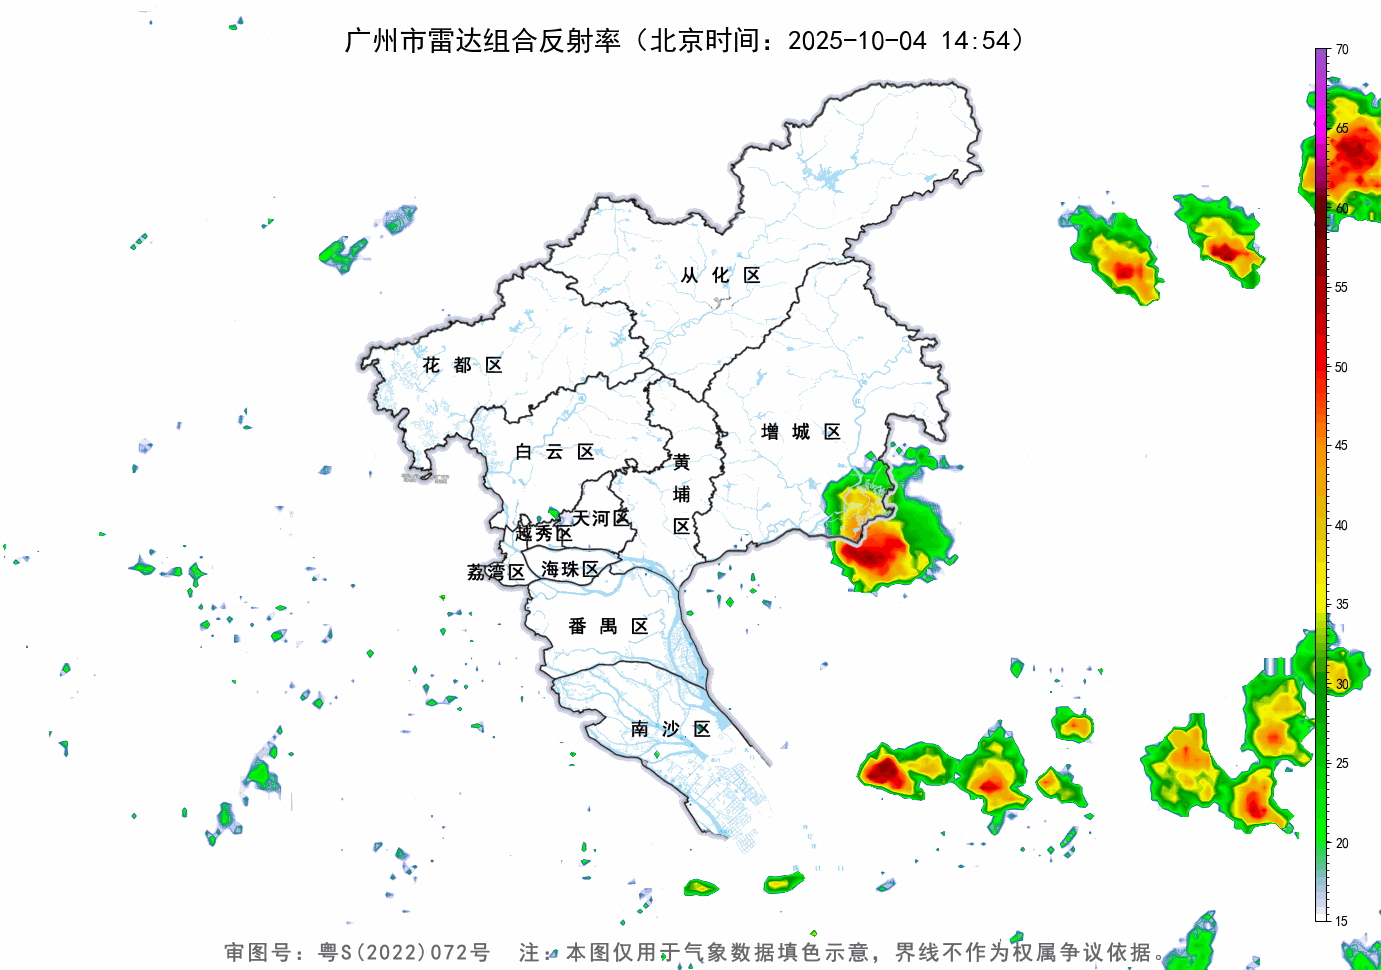 广州市雷达组合反射率（北京时间：2025-10-04 14:54）
70
65
60
55
50
45
40
35
30
25
20
15
从化区
花都区
增城区
白云区
黄埔区
天河区
越秀区
海珠区
荔湾区
番禺区
南沙区
审图号：粤S(2022)072号 注：本图仅用于气象数据填色示意，界线不作为权属争议依据。